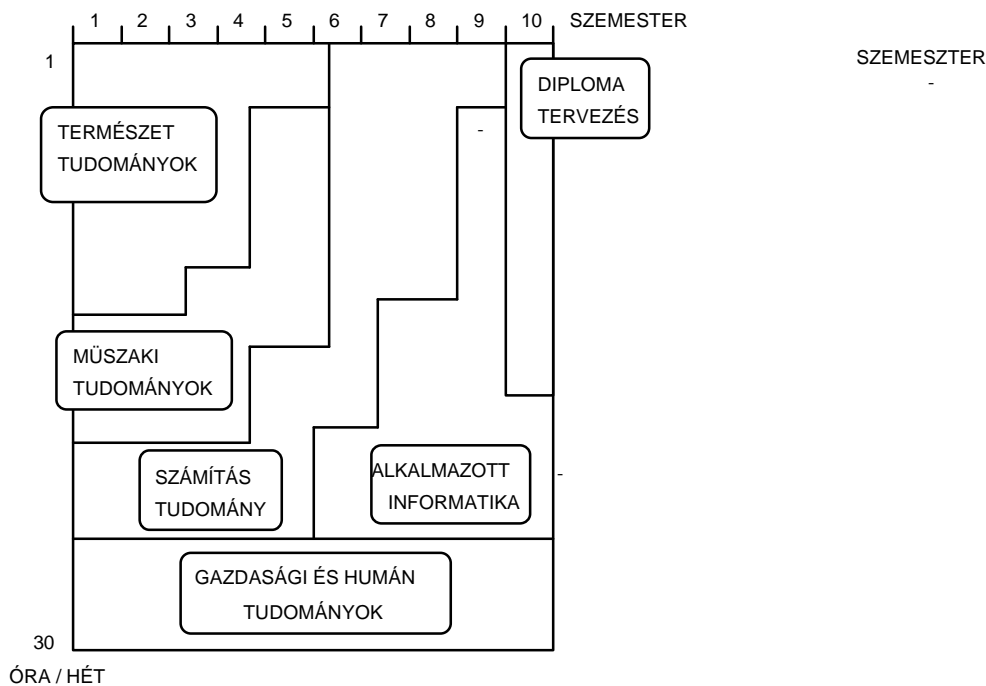 1 2 3 4 5 6 7 8 9 10 SZEMESTER
1
SZEMESZTER
-
DIPLOMA
TERVEZÉS
-
TERMÉSZET
TUDOMÁNYOK
MÜSZAKI
TUDOMÁNYOK
SZÁMÍTÁS
TUDOMÁNY
ALKALMAZOTT
INFORMATIKA
-
GAZDASÁGI ÉS HUMÁN
TUDOMÁNYOK
30
ÓRA / HÉT